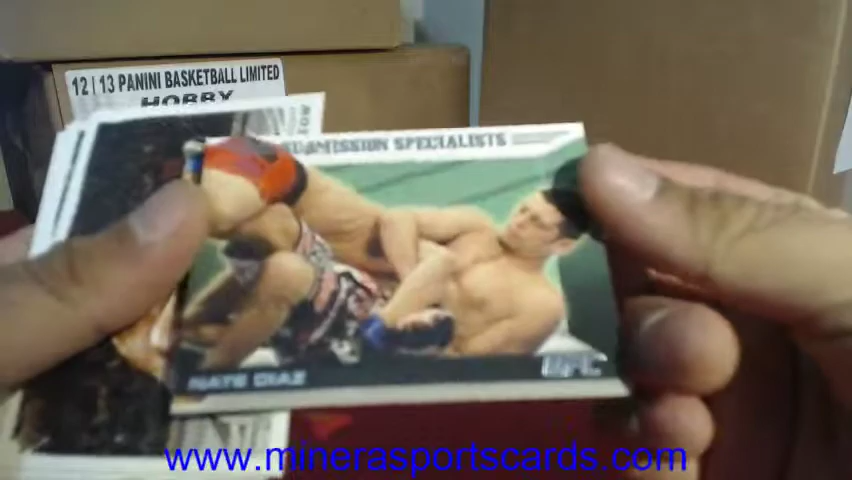 12 | 13 PANINI BASKETBALL LIMITED
HOBBY
SUBMISSION SPECIALISTS
NATE DIAZ
UFC
www.minerasportscards.com